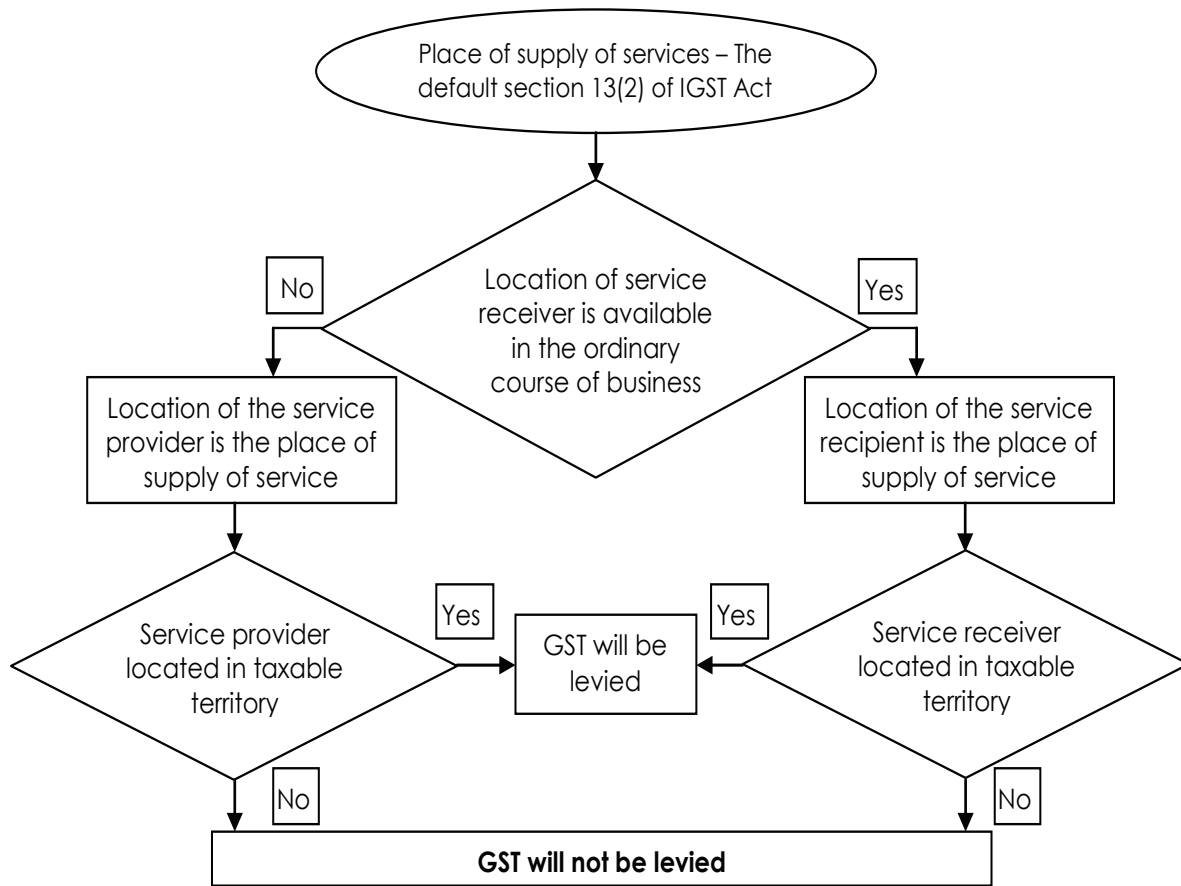 Place of supply of services – The
default section 13(2) of IGST Act
Location of service
receiver is available
in the ordinary
course of business
No
Yes
Location of the service
provider is the place of
supply of service
Location of the service
recipient is the place of
supply of service
Service provider
located in taxable
territory
Yes
GST will be
levied
Yes
Service receiver
located in taxable
territory
No
No
GST will not be levied